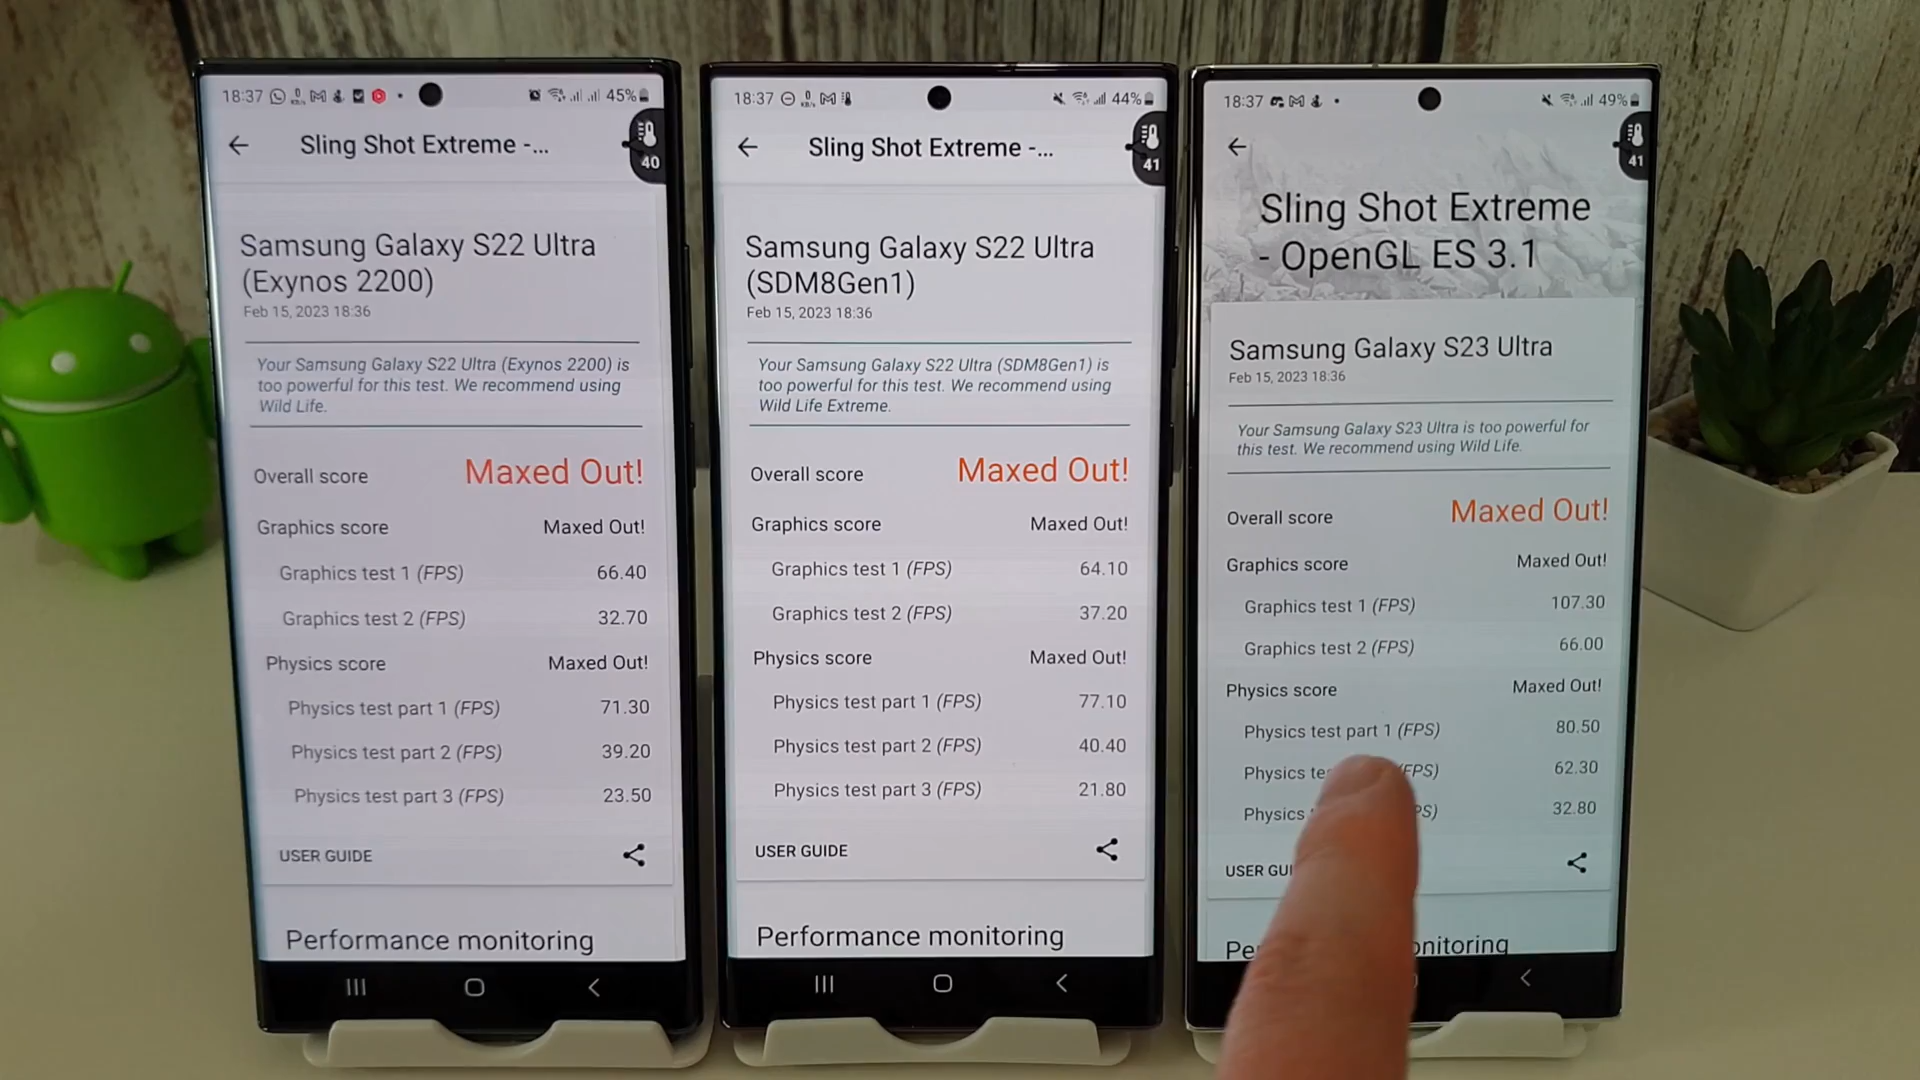 18:37
45%
Sling Shot Extreme -...
40
Samsung Galaxy S22 Ultra
(Exynos 2200)
Feb 15, 2023 18:36
Your Samsung Galaxy S22 Ultra (Exynos 2200) is
too powerful for this test. We recommend using
Wild Life.
Overall score Maxed Out!
Graphics score Maxed Out!
Graphics test 1 (FPS) 66.40
Graphics test 2 (FPS) 32.70
Physics score Maxed Out!
Physics test part 1 (FPS) 71.30
Physics test part 2 (FPS) 39.20
Physics test part 3 (FPS) 23.50
USER GUIDE
Performance monitoring
18:37
44%
Sling Shot Extreme -...
41
Samsung Galaxy S22 Ultra
(SDM8Gen1)
Feb 15, 2023 18:36
Your Samsung Galaxy S22 Ultra (SDM8Gen1) is
too powerful for this test. We recommend using
Wild Life Extreme.
Overall score Maxed Out!
Graphics score Maxed Out!
Graphics test 1 (FPS) 64.10
Graphics test 2 (FPS) 37.20
Physics score Maxed Out!
Physics test part 1 (FPS) 77.10
Physics test part 2 (FPS) 40.40
Physics test part 3 (FPS) 21.80
USER GUIDE
Performance monitoring
18:37
49%
41
Sling Shot Extreme
- OpenGL ES 3.1
Samsung Galaxy S23 Ultra
Feb 15, 2023 18:36
Your Samsung Galaxy S23 Ultra is too powerful for
this test. We recommend using Wild Life.
Overall score Maxed Out!
Graphics score Maxed Out!
Graphics test 1 (FPS) 107.30
Graphics test 2 (FPS) 66.00
Physics score Maxed Out!
Physics test part 1 (FPS) 80.50
Physics (FPS) 62.30
Physics 32.80
USER